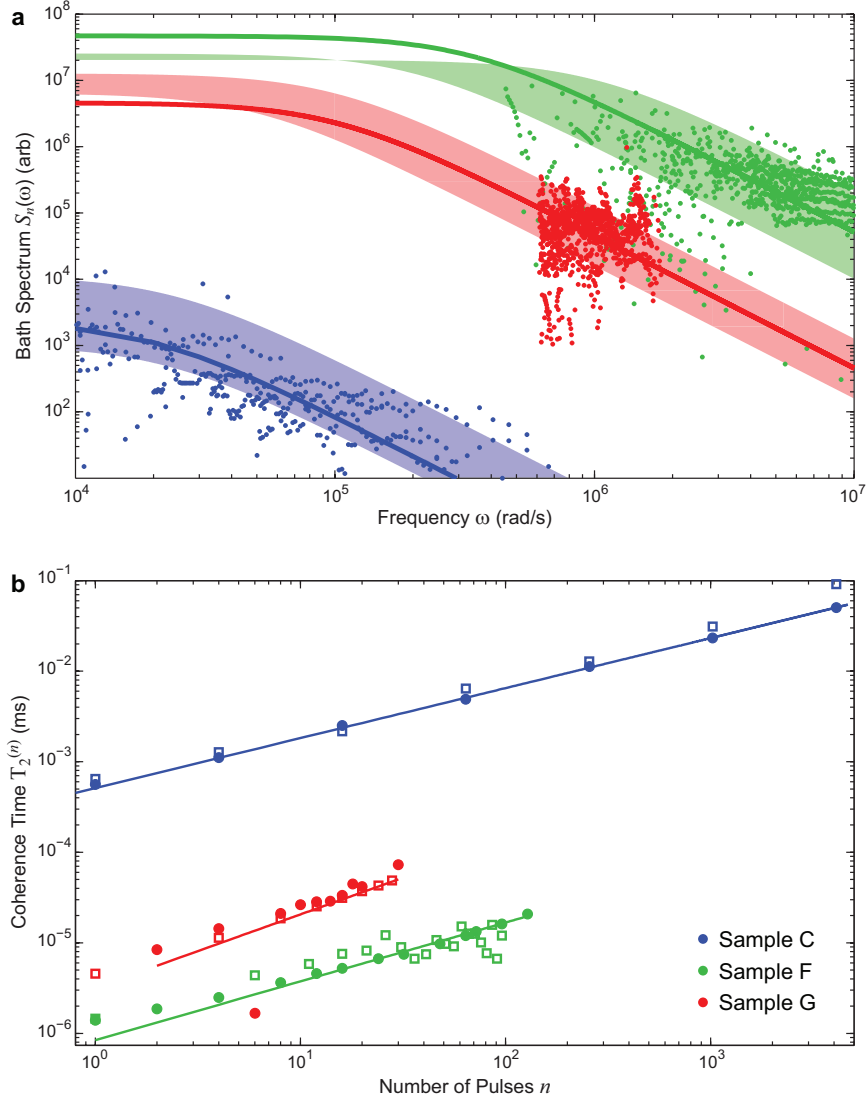 a
10^8
10^7
10^6
10^5
10^4
10^3
10^2
Bath Spectrum S_n(ω) (arb)
10^4
10^5
10^6
10^7
Frequency ω (rad/s)
b
10^-1
10^-2
10^-3
10^-4
10^-5
10^-6
Coherence Time T_2^(n) (ms)
Sample C
Sample F
Sample G
10^0
10^1
10^2
10^3
Number of Pulses n